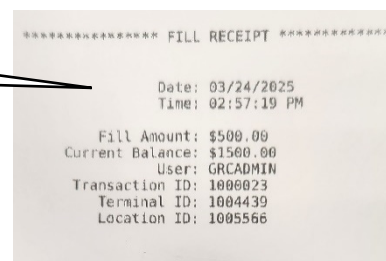 **************** FILL RECEIPT *************
Date: 03/24/2025
Time: 02:57:19 PM
Fill Amount: $500.00
Current Balance: $1500.00
User: GRCADMIN
Transaction ID: 1000023
Terminal ID: 1004439
Location ID: 1005566